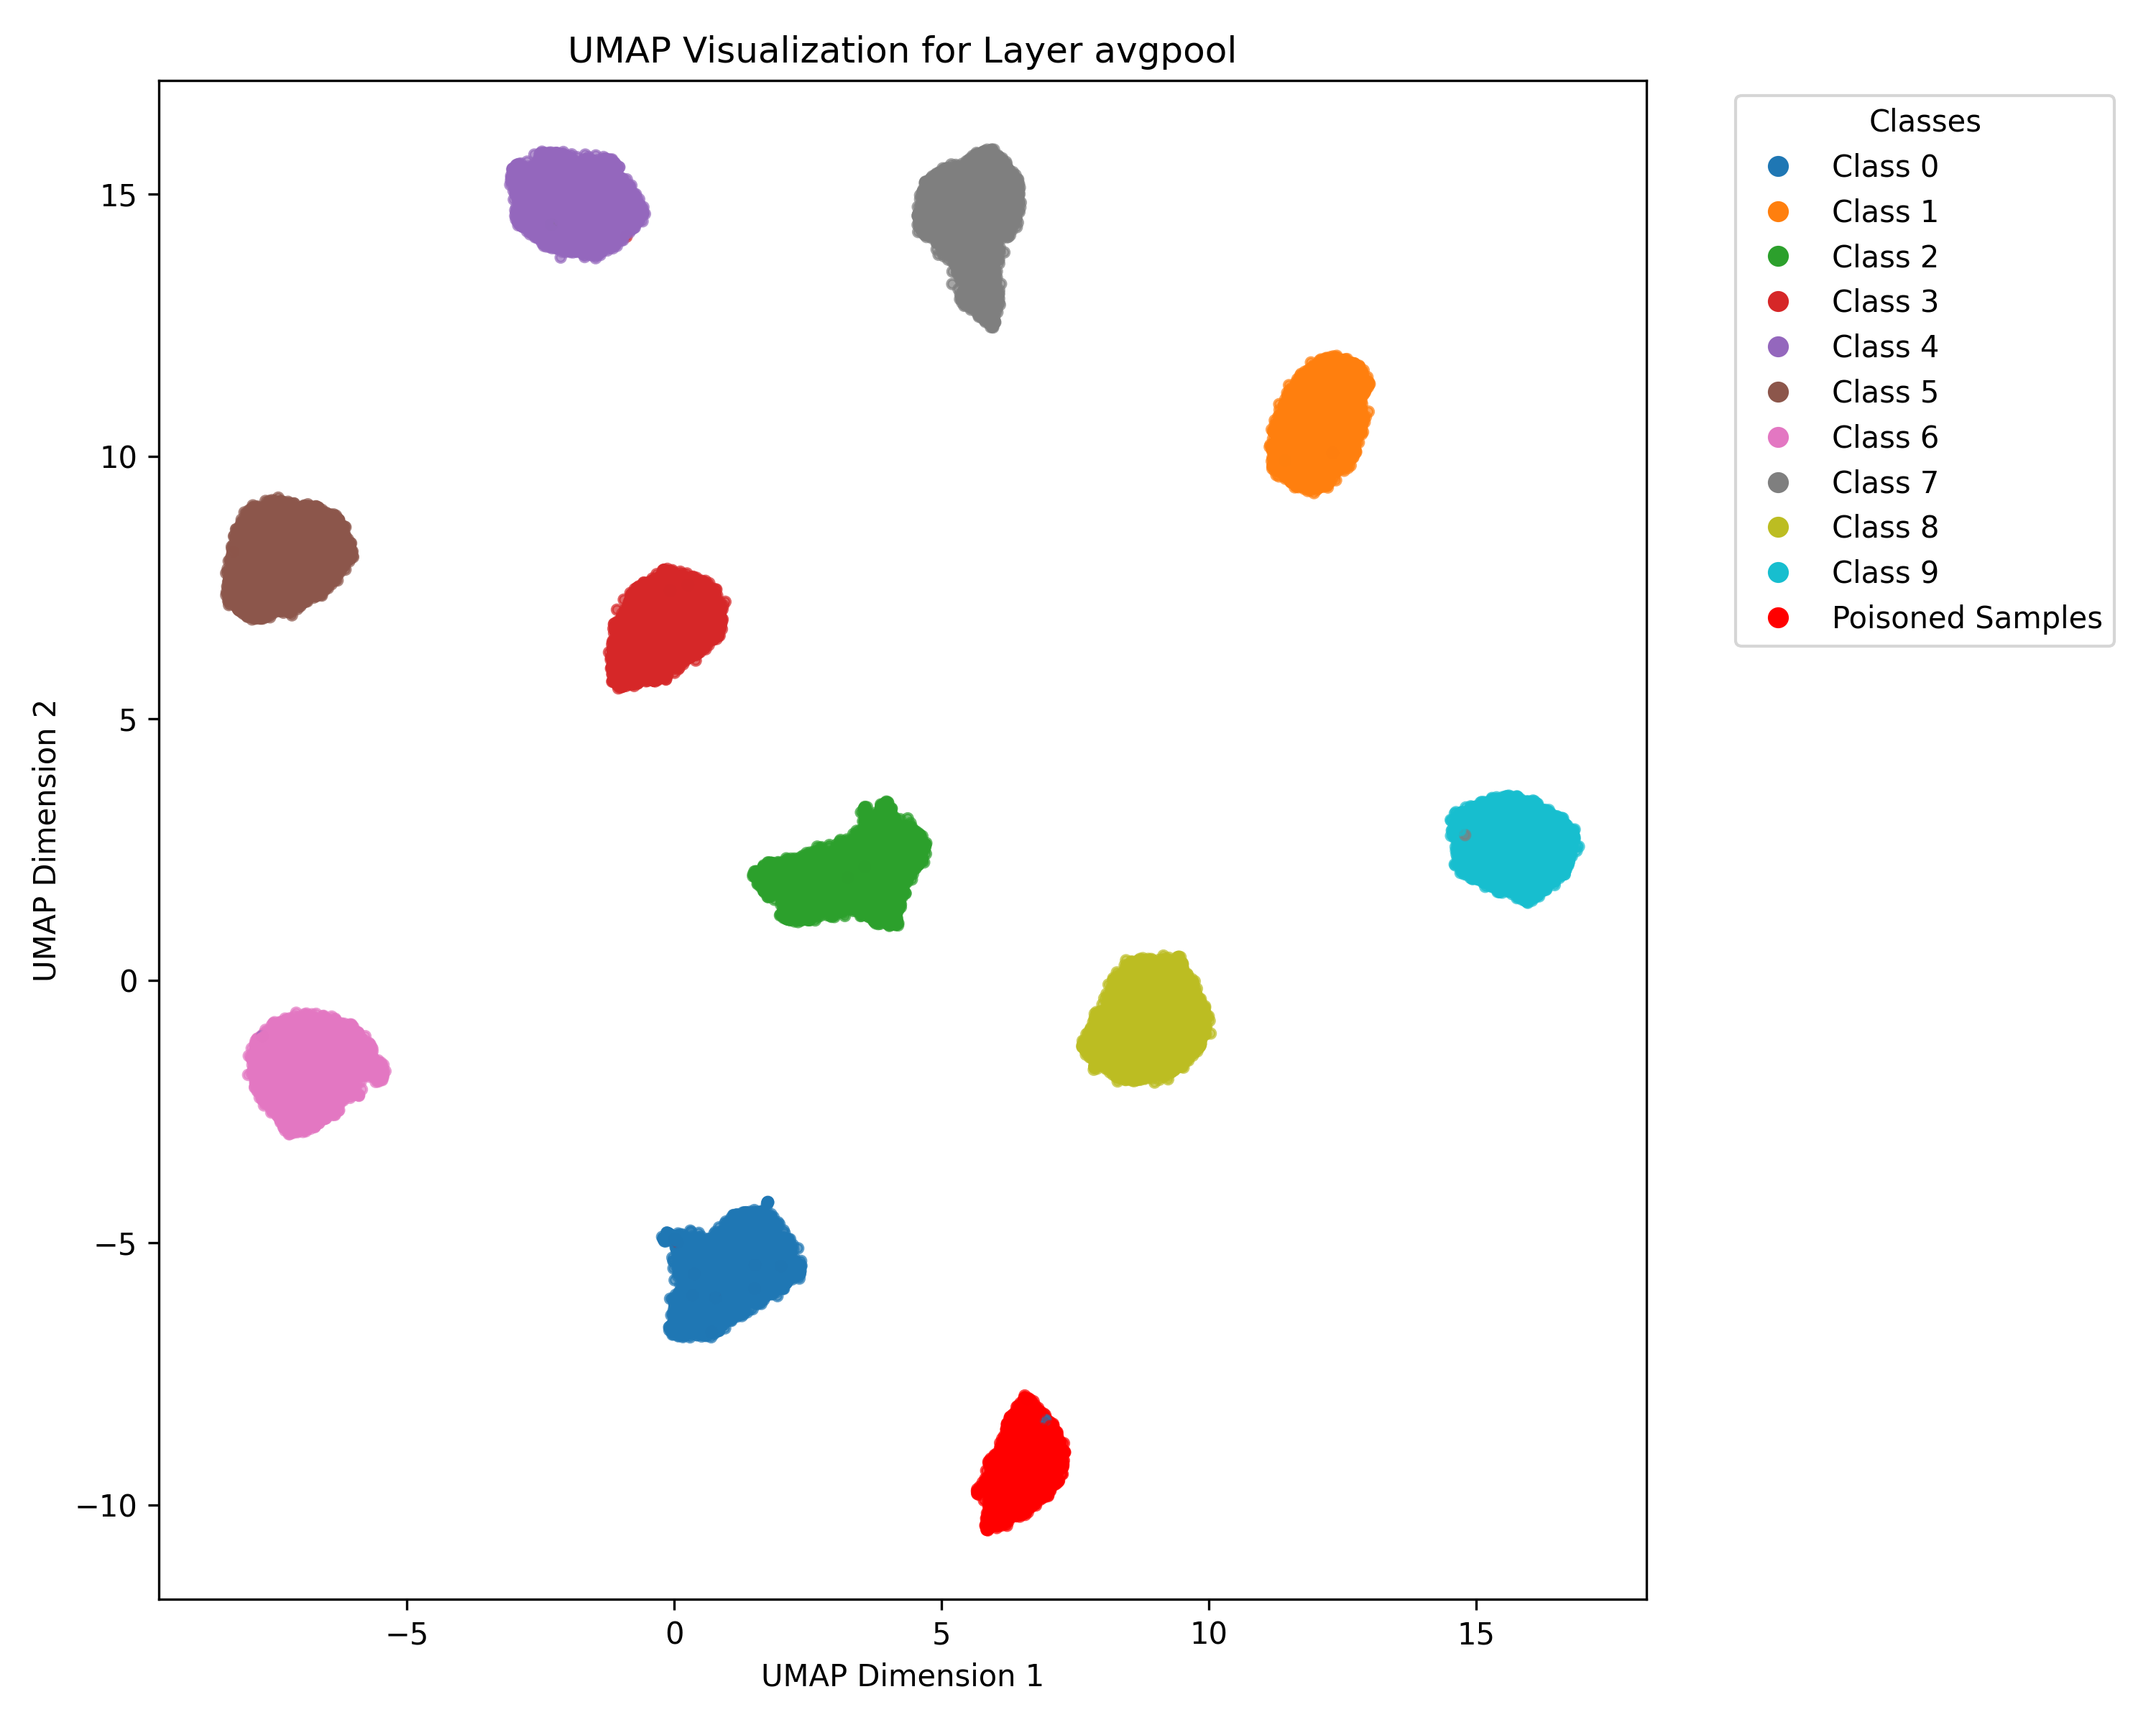 UMAP Visualization for Layer avgpool
Classes
Class 0
Class 1
Class 2
Class 3
Class 4
Class 5
Class 6
Class 7
Class 8
Class 9
Poisoned Samples
UMAP Dimension 2
15
10
5
0
−5
−10
−5
0
5
10
15
UMAP Dimension 1